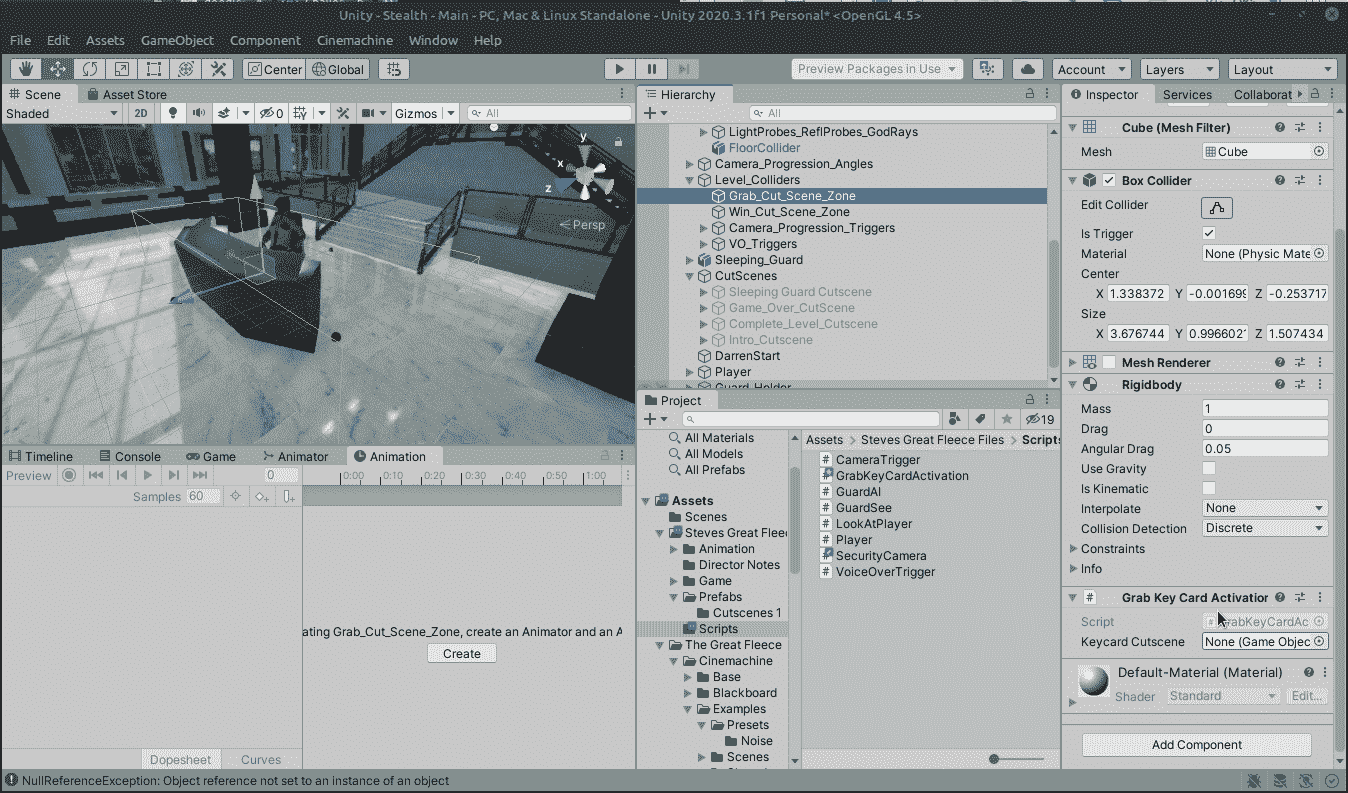 Unity - Stealth - Main - PC, Mac & Linux Standalone - Unity 2020.3.1f1 Personal* <OpenGL 4.5>
File Edit Assets GameObject Component Cinemachine Window Help
Center Global Preview Packages in Use Account Layers Layout
Scene Asset Store
Shaded 2D 0 Gizmos All
y
x
z
Persp
Hierarchy
All
LightProbes_ReflProbes_GodRays
FloorCollider
Camera_Progression_Angles
Level_Colliders
Grab_Cut_Scene_Zone
Win_Cut_Scene_Zone
Camera_Progression_Triggers
VO_Triggers
Sleeping_Guard
CutScenes
Sleeping Guard Cutscene
Game_Over_CutScene
Complete_Level_Cutscene
Intro_Cutscene
DarrenStart
Player
Guard_Holder
Inspector Services Collaborat
Cube (Mesh Filter)
Mesh Cube
Box Collider
Edit Collider
Is Trigger
Material None (Physic Mate
Center
X 1.338372 Y -0.001699 Z -0.253717
Size
X 3.676744 Y 0.9966021 Z 1.507434
Mesh Renderer
Rigidbody
Mass 1
Drag 0
Angular Drag 0.05
Use Gravity
Is Kinematic
Interpolate None
Collision Detection Discrete
Constraints
Info
Grab Key Card Activation
Script GrabKeyCardAc
Keycard Cutscene None (Game Objec
Default-Material (Material)
Shader Standard Edit...
Add Component
Timeline Console Game Animator Animation
Preview 0 0:00 0:10 0:20 0:30 0:40 0:50 1:00
Samples 60
ating Grab_Cut_Scene_Zone, create an Animator and an A
Create
Dopesheet Curves
Project
19
All Materials
All Models
All Prefabs
Assets
Scenes
Steves Great Flee
Animation
Director Notes
Game
Prefabs
Cutscenes 1
Scripts
The Great Fleece
Cinemachine
Base
Blackboard
Examples
Presets
Noise
Scenes
Assets > Steves Great Fleece Files > Scripts
CameraTrigger
GrabKeyCardActivation
GuardAI
GuardSee
LookAtPlayer
Player
SecurityCamera
VoiceOverTrigger
NullReferenceException: Object reference not set to an instance of an object